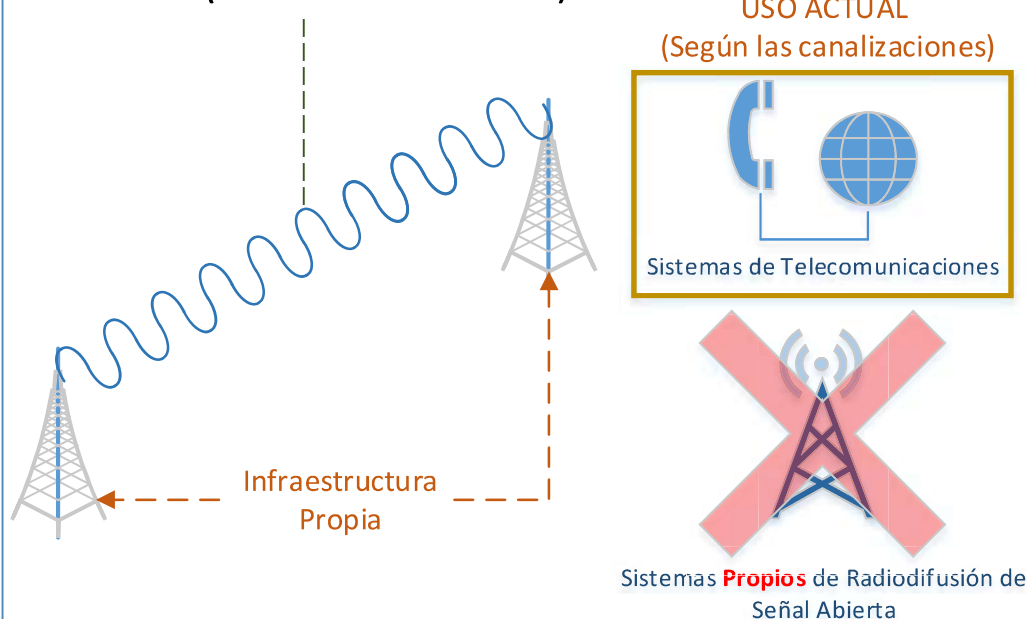 USO ACTUAL
(Según las canalizaciones)
Sistemas de Telecomunicaciones
Infraestructura
Propia
Sistemas Propios de Radiodifusión de
Señal Abierta